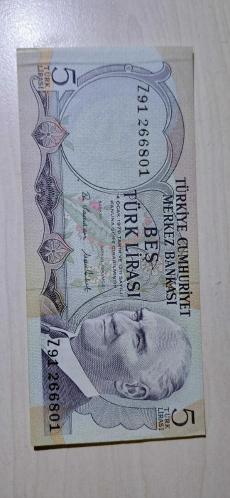 5 TÜRK LİRASI
Z91 266801
TÜRKİYE CUMHURİYET
MERKEZ BANKASI
BEŞ
TÜRK LİRASI
Z91 266801
5 TÜRK LİRASI